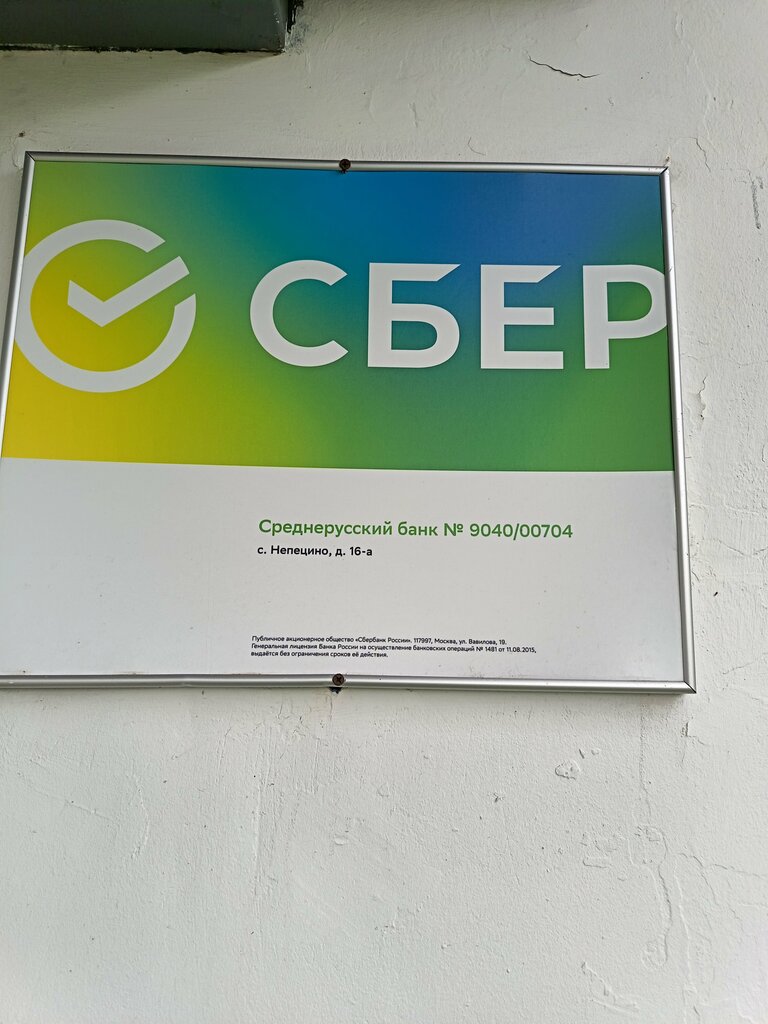 СБЕР
Среднерусский банк № 9040/00704
с. Непецино, д. 16-а
Публичное акционерное общество «Сбербанк России». 117997, Москва, ул. Вавилова, 19.
Генеральная лицензия Банка России на осуществление банковских операций № 1481 от 11.08.2015,
выдаётся без ограничения сроков её действия.